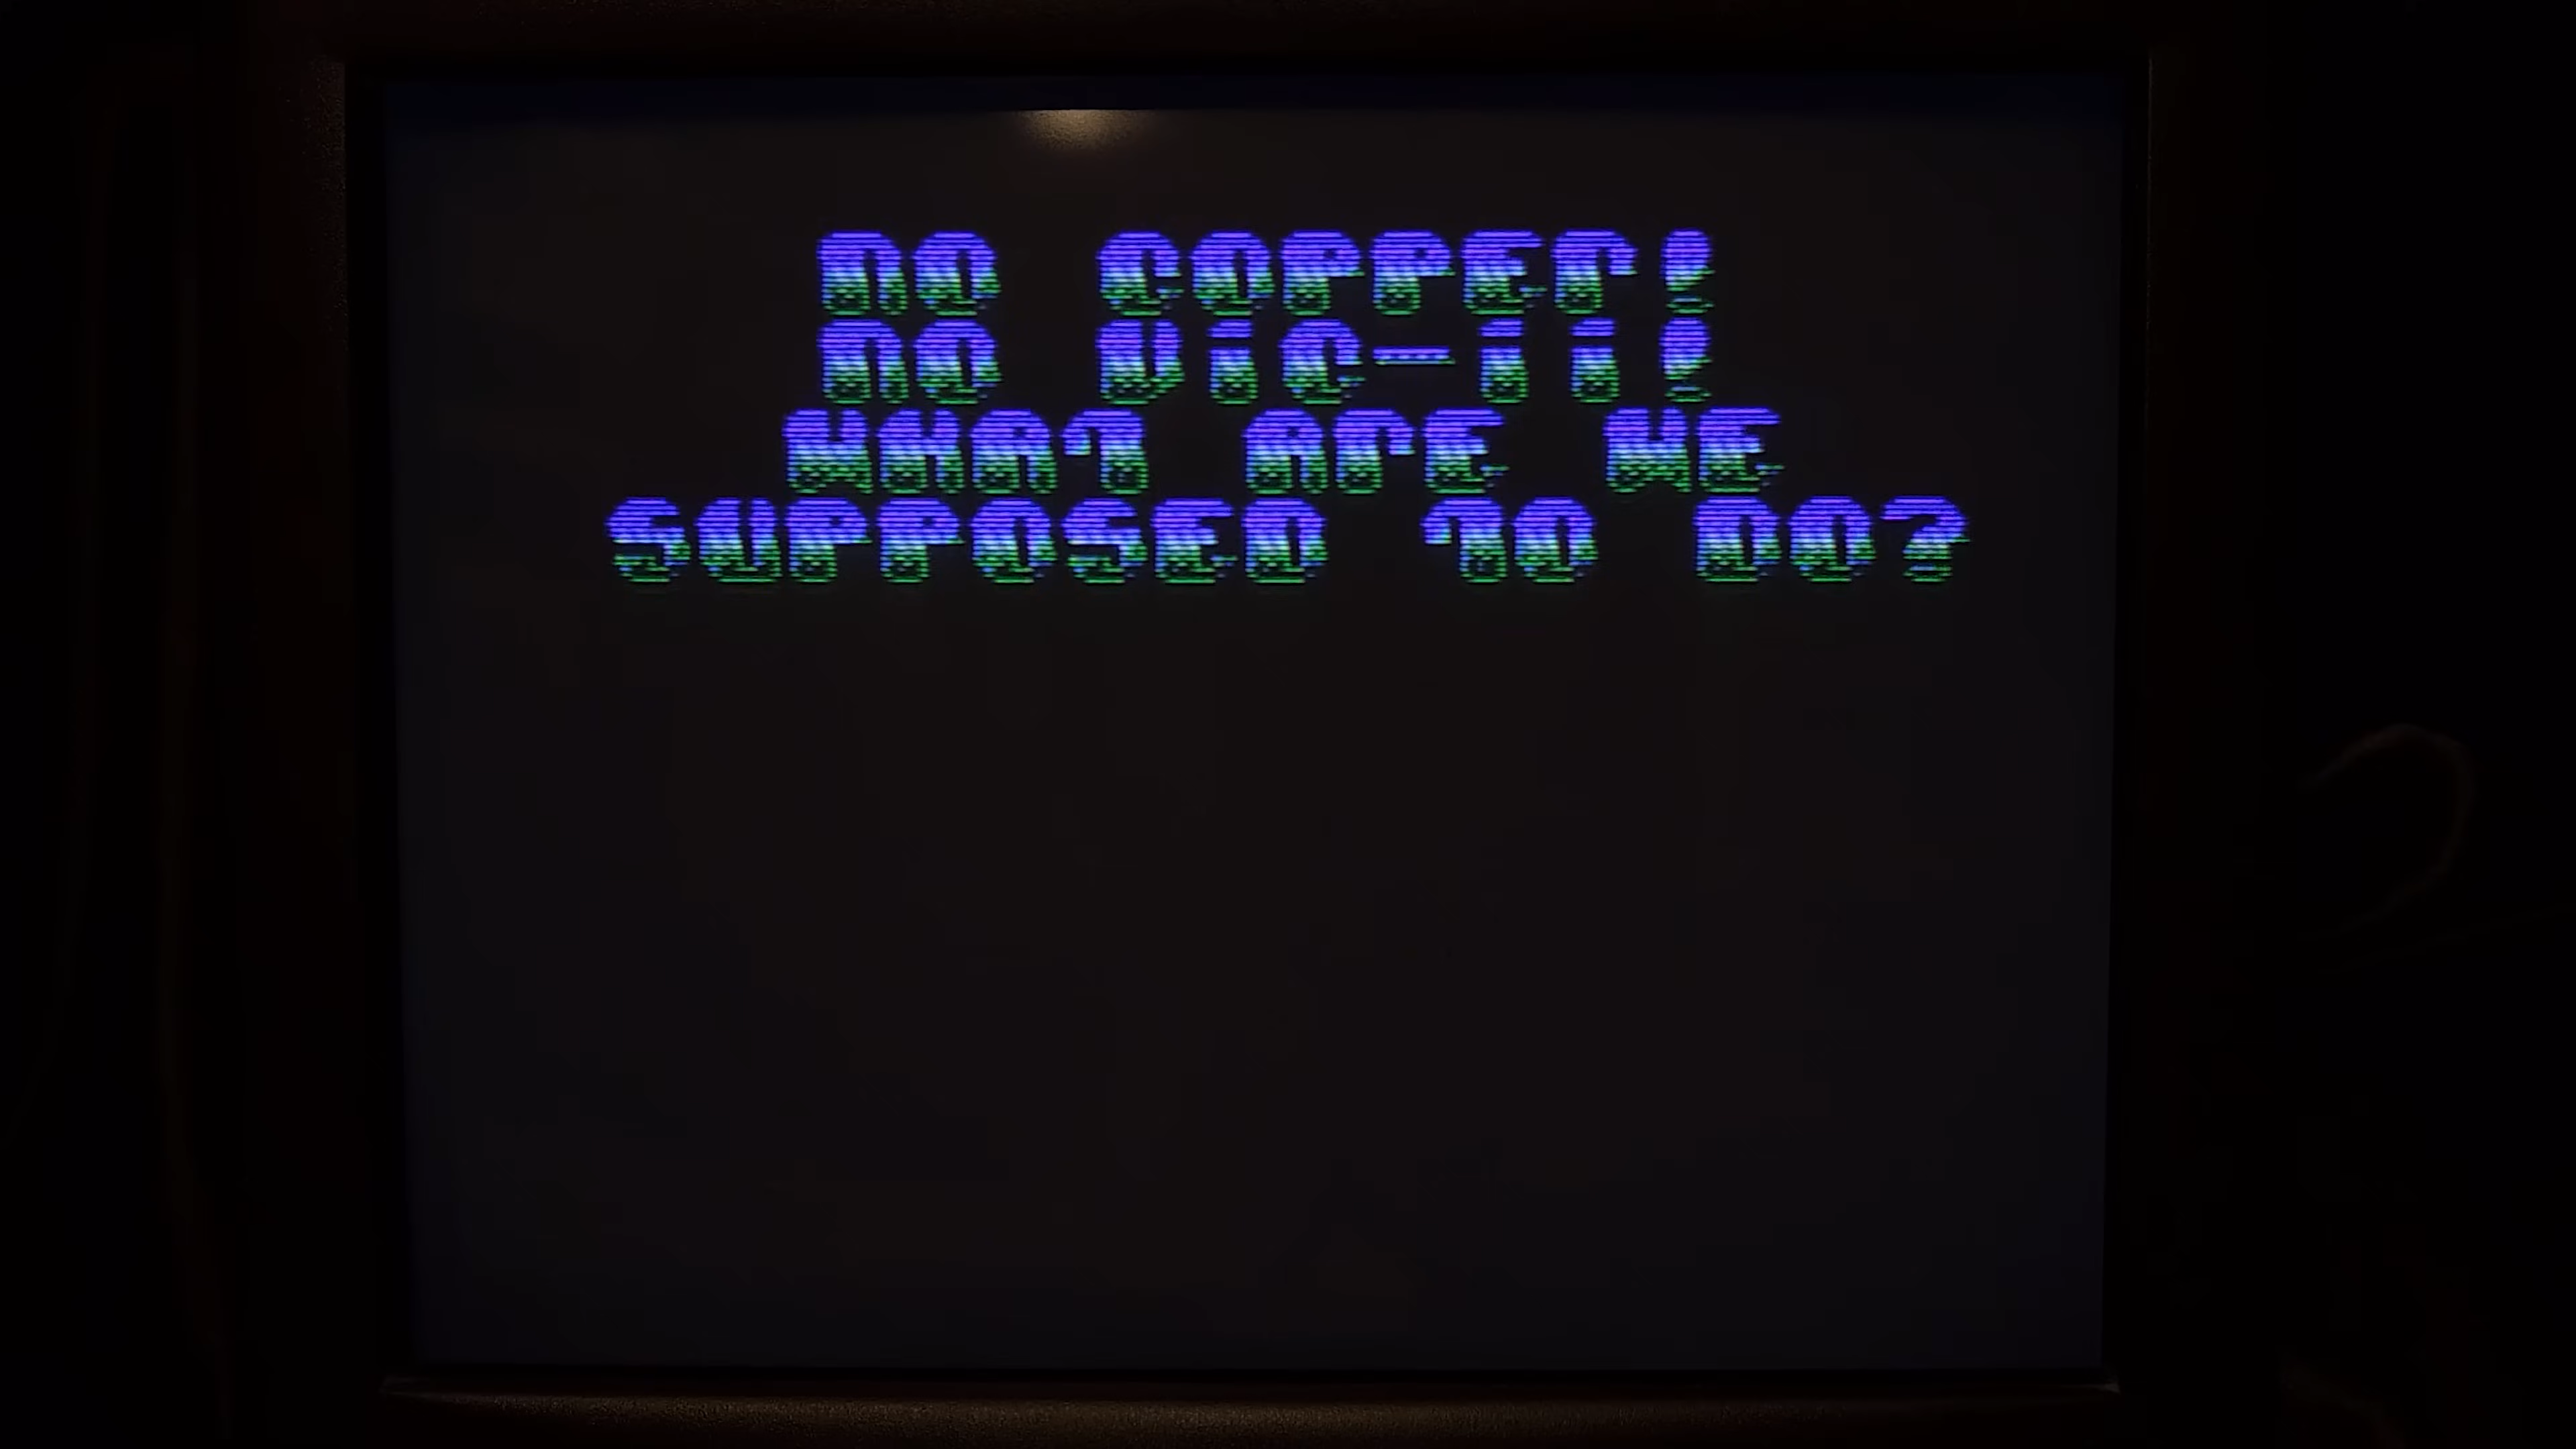 NO COPPER!
NO ViC-ii!
WHAT ARE WE
SUPPOSED TO DO?